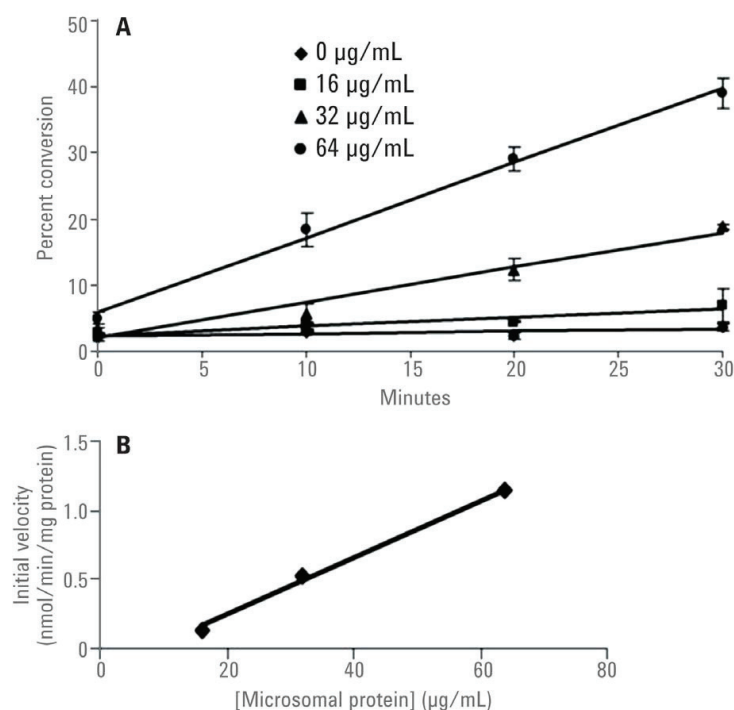 A
50
40
30
20
10
0
Percent conversion
0 µg/mL
16 µg/mL
32 µg/mL
64 µg/mL
0
5
10
15
20
25
30
Minutes
B
1.5
1.0
0.5
0
Initial velocity
(nmol/min/mg protein)
0
20
40
60
80
[Microsomal protein] (µg/mL)